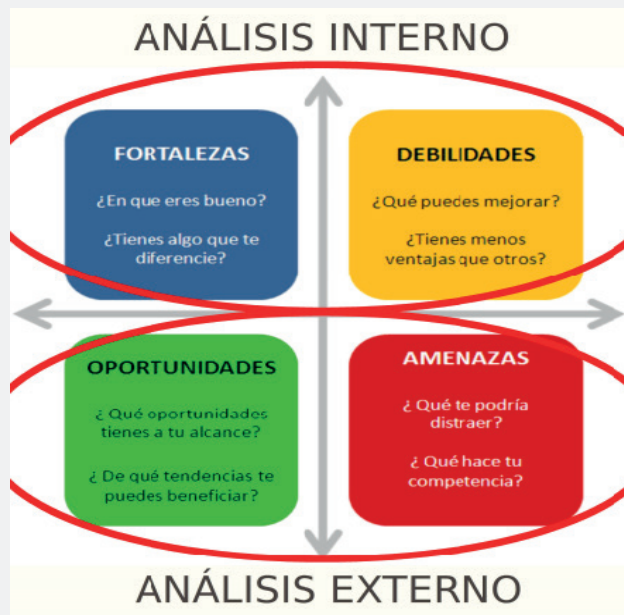 ANÁLISIS INTERNO
FORTALEZAS
¿En que eres bueno?
¿Tienes algo que te
diferencie?
DEBILIDADES
¿Qué puedes mejorar?
¿Tienes menos
ventajas que otros?
OPORTUNIDADES
¿ Qué oportunidades
tienes a tu alcance?
¿ De qué tendencias te
puedes beneficiar?
AMENAZAS
¿ Qué te podría
distraer?
¿ Qué hace tu
competencia?
ANÁLISIS EXTERNO